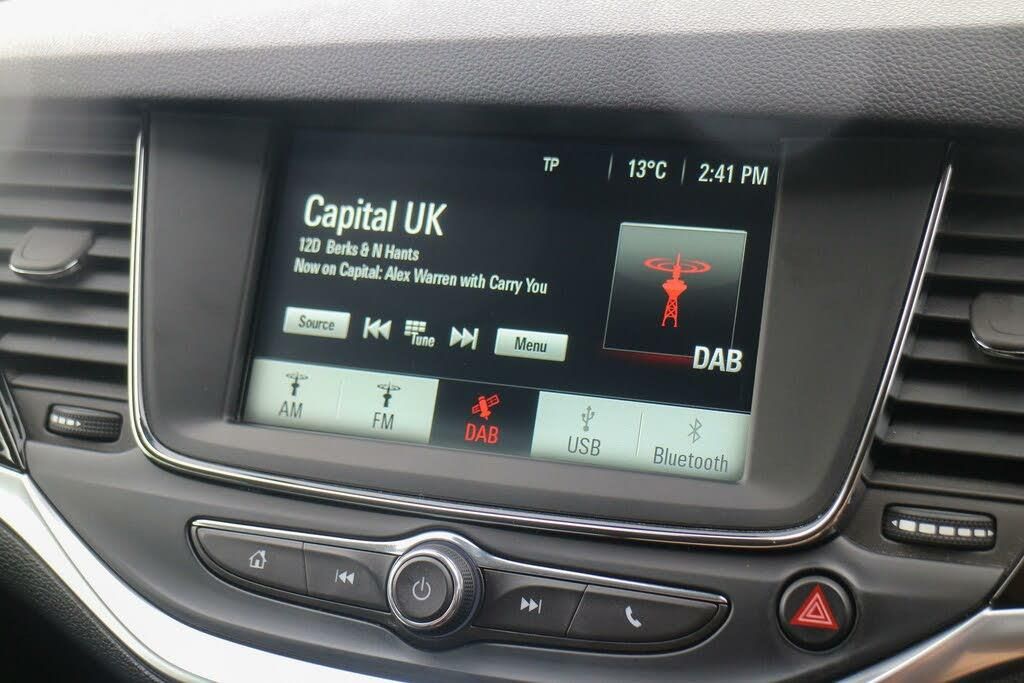 TP 13°C 2:41 PM
Capital UK
12D Berks & N Hants
Now on Capital: Alex Warren with Carry You
Source Tune Menu
DAB
AM FM DAB USB Bluetooth